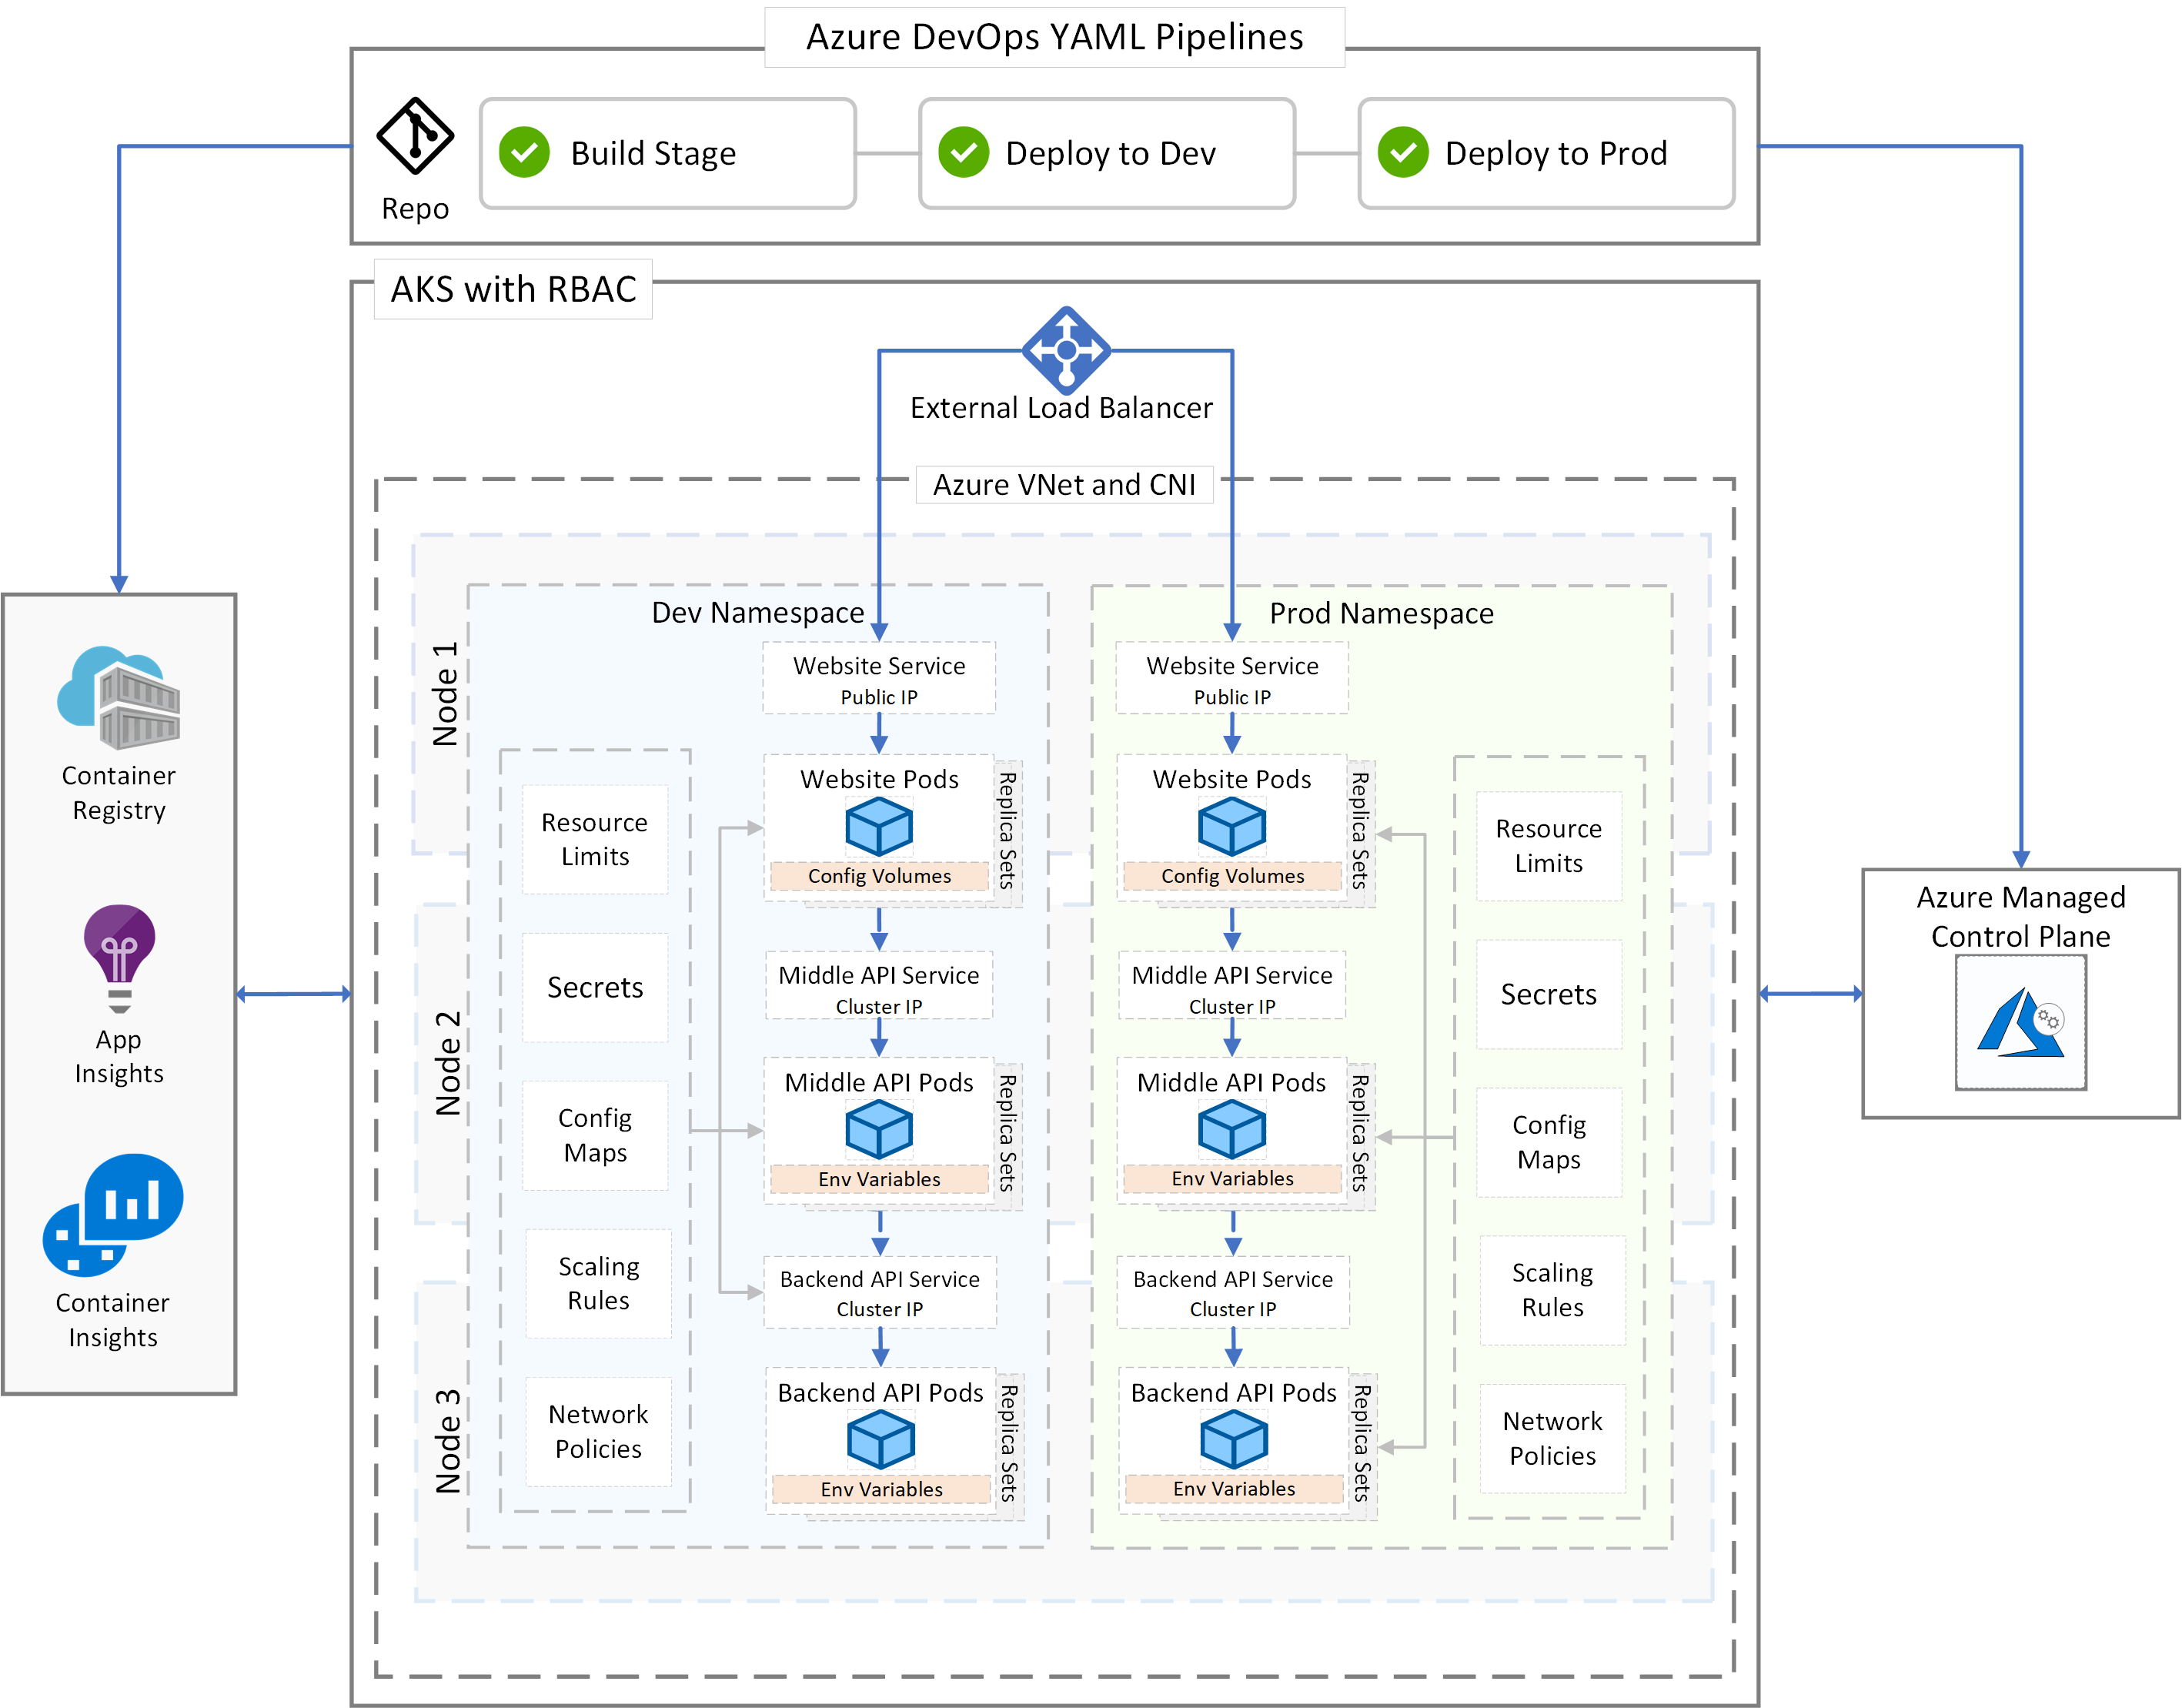 Azure DevOps YAML Pipelines
Repo
Build Stage
Deploy to Dev
Deploy to Prod
AKS with RBAC
External Load Balancer
Azure VNet and CNI
Container
Registry
App
Insights
Container
Insights
Node 1
Node 2
Node 3
Dev Namespace
Resource
Limits
Secrets
Config
Maps
Scaling
Rules
Network
Policies
Website Service
Public IP
Website Pods
Config Volumes
Replica Sets
Middle API Service
Cluster IP
Middle API Pods
Env Variables
Replica Sets
Backend API Service
Cluster IP
Backend API Pods
Env Variables
Replica Sets
Prod Namespace
Website Service
Public IP
Website Pods
Config Volumes
Replica Sets
Middle API Service
Cluster IP
Middle API Pods
Env Variables
Replica Sets
Backend API Service
Cluster IP
Backend API Pods
Env Variables
Replica Sets
Resource
Limits
Secrets
Config
Maps
Scaling
Rules
Network
Policies
Azure Managed
Control Plane